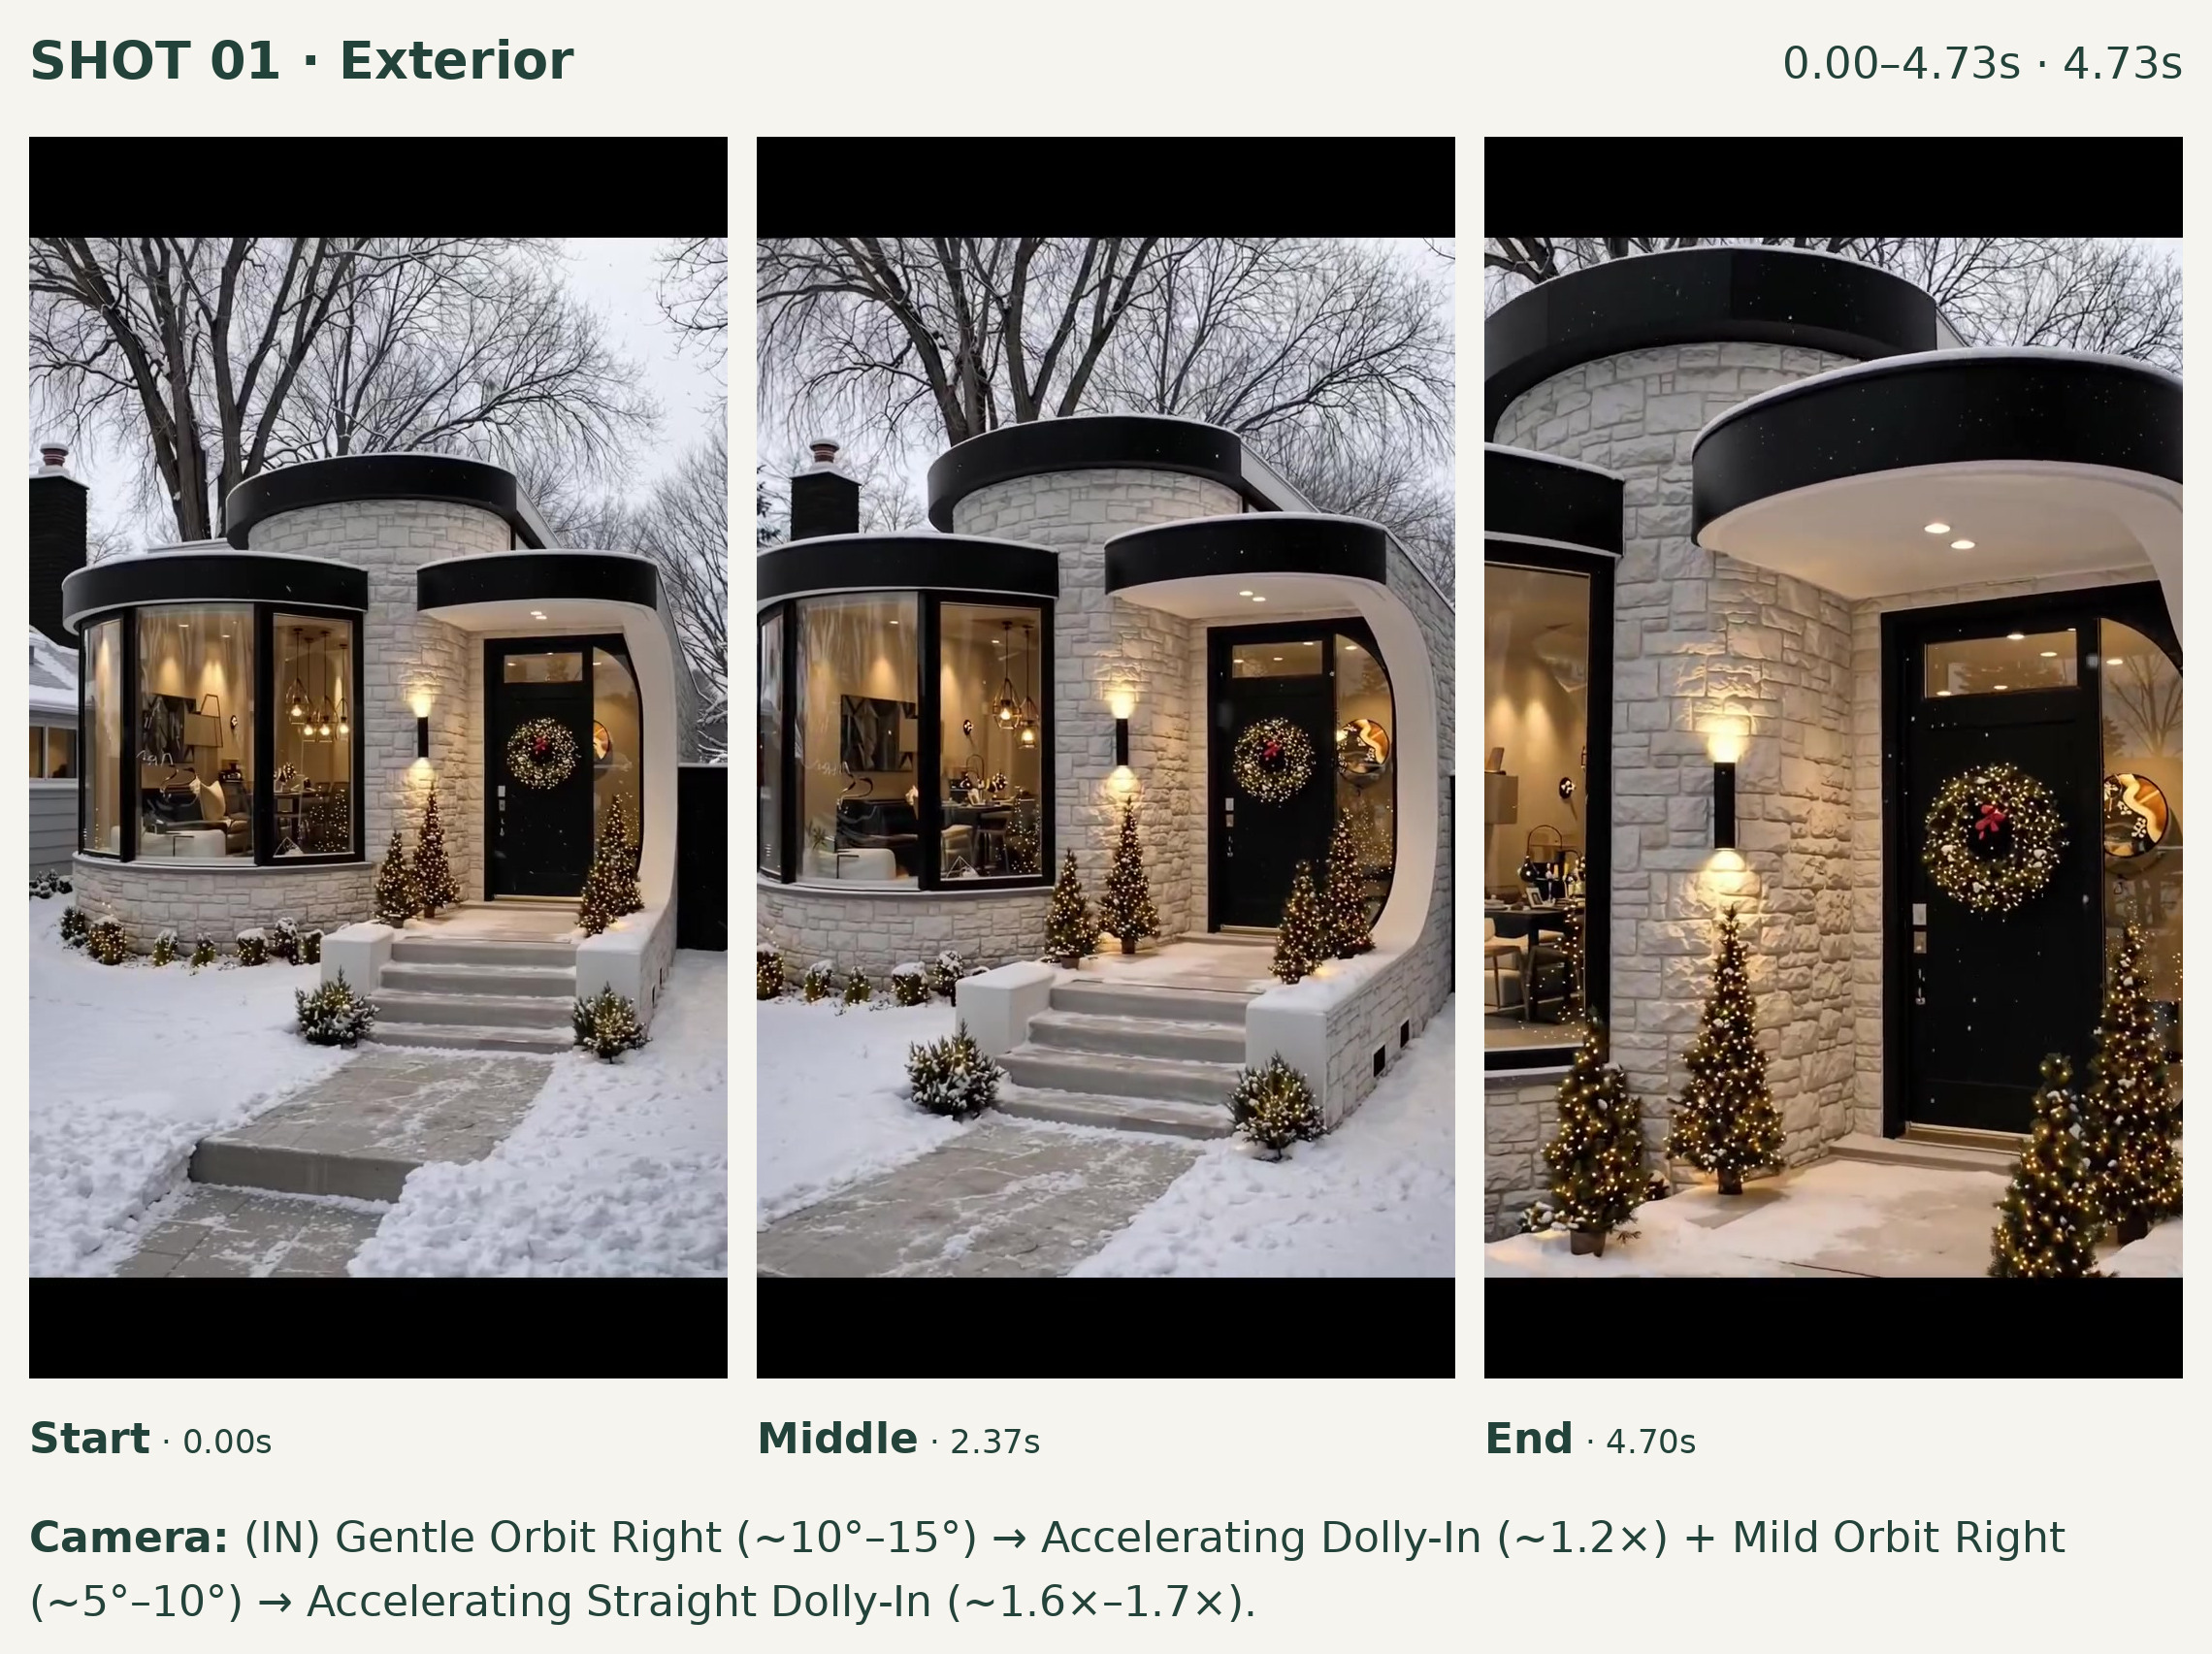 SHOT 01 · Exterior
0.00–4.73s · 4.73s
Start · 0.00s
Middle · 2.37s
End · 4.70s
Camera: (IN) Gentle Orbit Right (~10°–15°) → Accelerating Dolly-In (~1.2×) + Mild Orbit Right
(~5°–10°) → Accelerating Straight Dolly-In (~1.6×–1.7×).